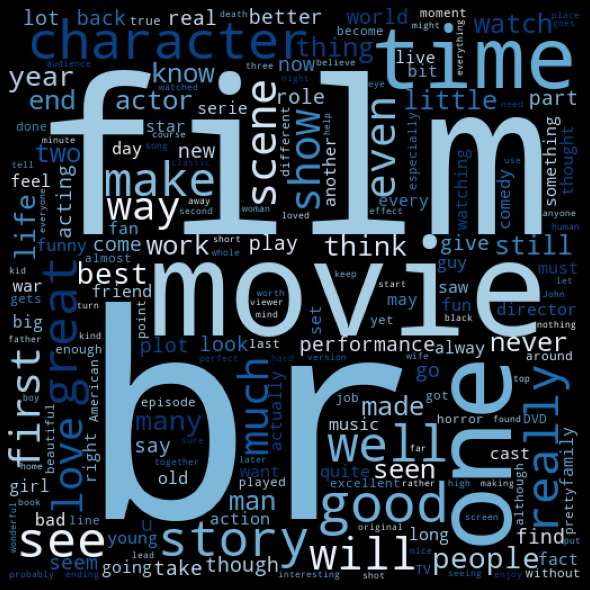 film
br
movie
one
time
character
good
story
see
will
well
really
great
love
first
make
way
scene
show
even
little
much
people
think
never
still
best
end
actor
know
thing
year
lot
back
real
better
world
watch
true
death
become
moment
might
place
goes
everything
audience
watched
three
night
believe
eye
now
live
bit
part
role
serie
star
done
course
minute
song
two
day
new
different
another
help
especially
every
need
something
thought
watching
comedy
use
anyone
human
tell
feel
everyone
life
acting
fan
away
second
classic
woman
loved
effect
funny
come
work
short
play
whole
almost
kid
war
gets
friend
keep
start
give
guy
must
let
John
nothing
saw
fun
director
may
black
yet
set
worth
viewer
mind
big
turn
father
kind
point
enough
plot
look
last
performance
alway
go
around
boy
American
perfect
hard
version
wife
top
beautiful
right
episode
job
made
got
horror
found
DVD
many
actually
music
far
seen
cast
home
say
sure
together
later
want
quite
rather
high
making
although
pretty
family
girl
book
old
played
excellent
man
bad
line
u
young
action
original
long
screen
find
put
wonderful
seem
lead
going
take
though
nice
TV
seeing
enjoy
fact
without
probably
ending
interesting
shot